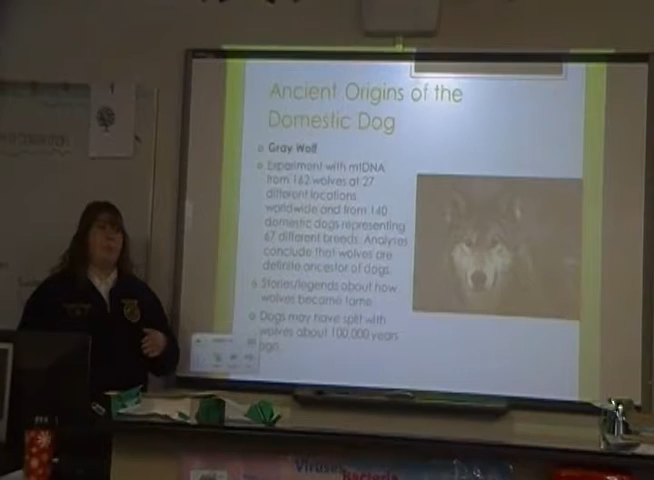 Ancient Origins of the
Domestic Dog
Gray Wolf
Experiment with mtDNA
from 162 wolves at 27
different locations
worldwide and from 140
domestic dogs representing
67 different breeds. Analyses
conclude that wolves are
definite ancestor of dogs.
Stories/legends about how
wolves became tame
Dogs may have split with
wolves about 100,000 years
ago
Viruses
Bacteria